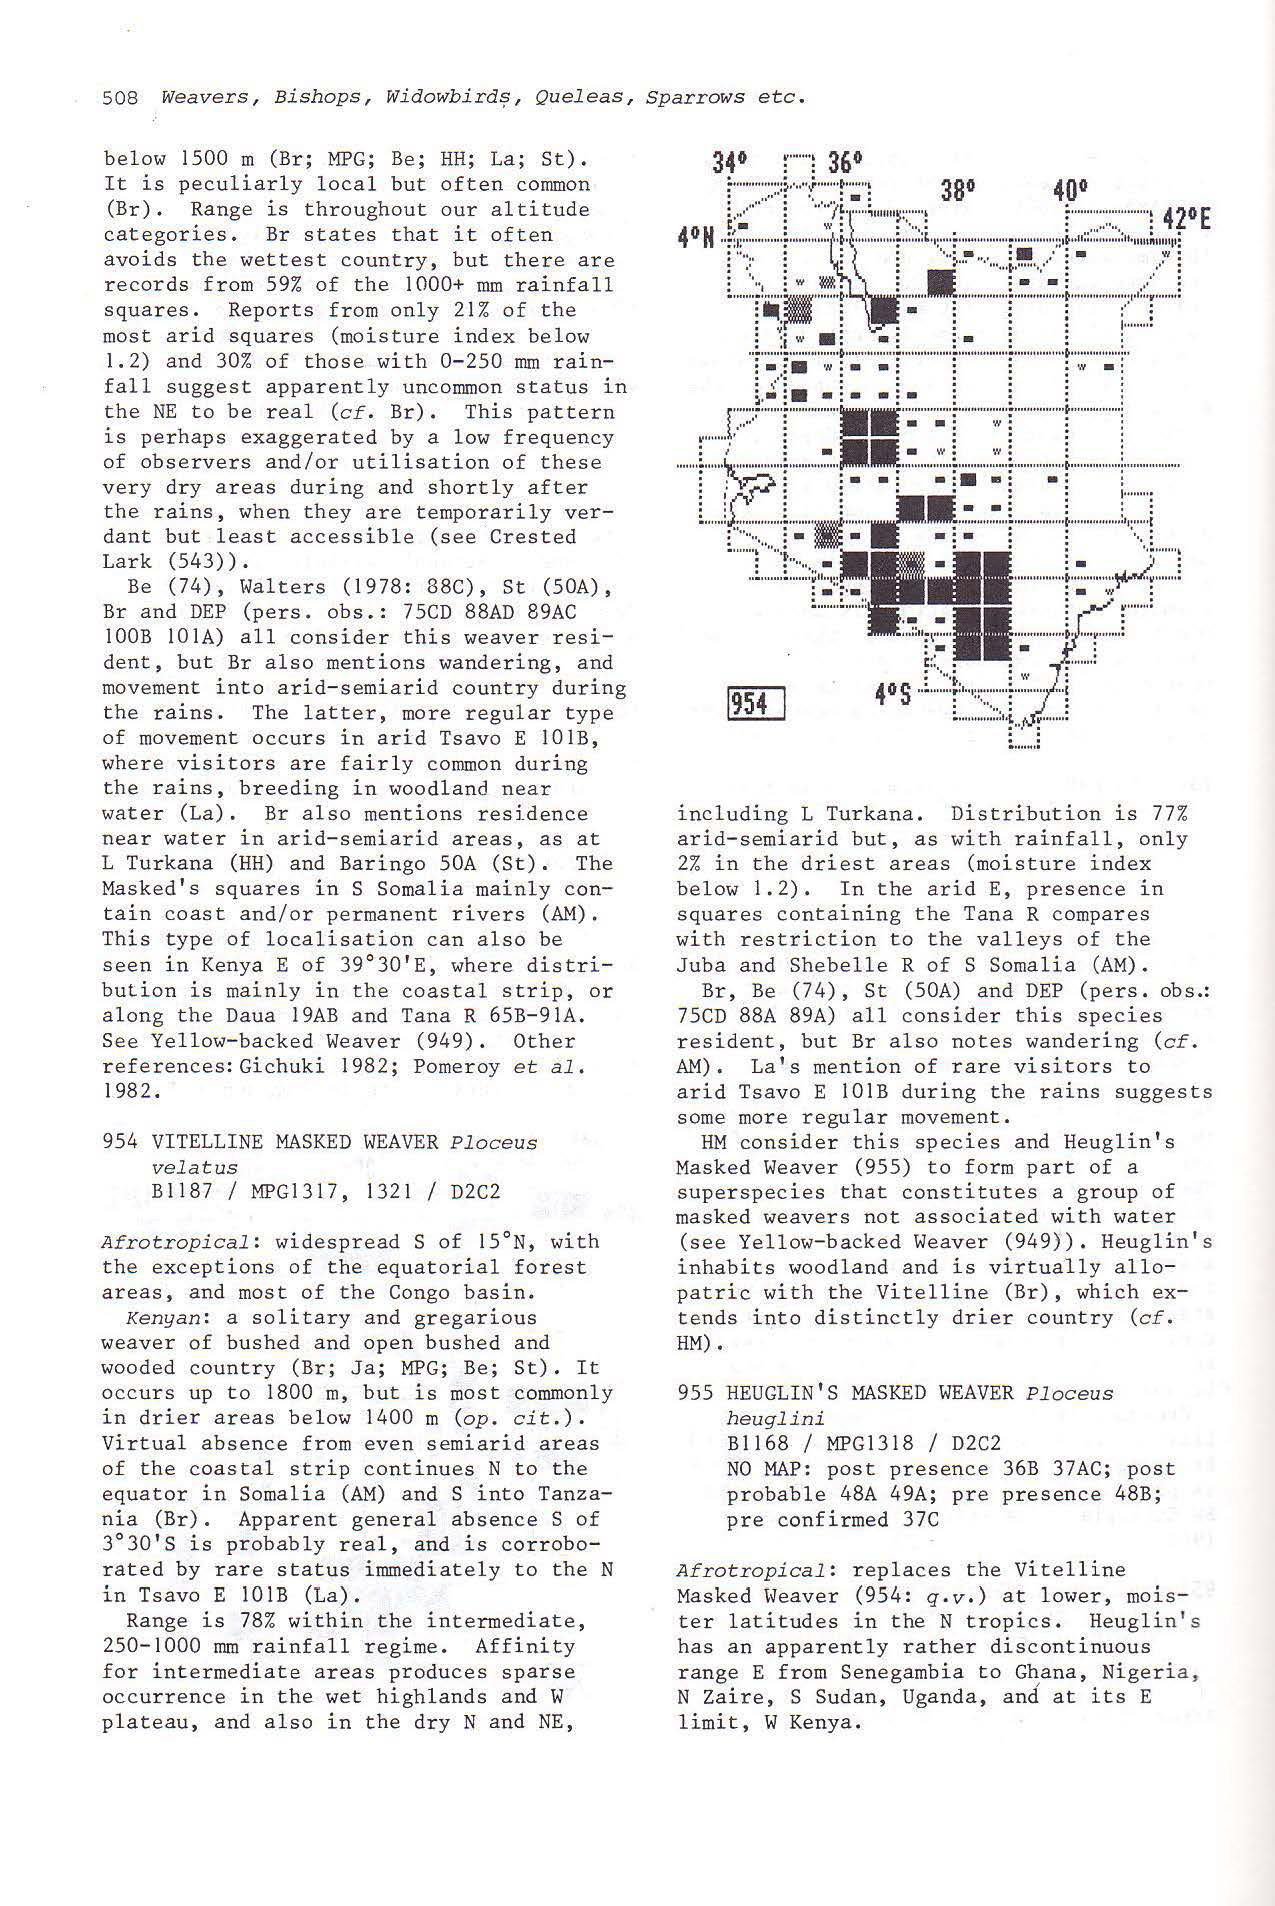 508 Weavers, Bishops, Widowbirds, Queleas, Sparrows etc.
below 1500 m (Br; MPG; Be; HH; La; St).
It is peculiarly local but often common
(Br). Range is throughout our altitude
categories. Br states that it often
avoids the wettest country, but there are
records from 59% of the 1000+ mm rainfall
squares. Reports from only 21% of the
most arid squares (moisture index below
1.2) and 30% of those with 0-250 mm rain-
fall suggest apparently uncommon status in
the NE to be real (cf. Br). This pattern
is perhaps exaggerated by a low frequency
of observers and/or utilisation of these
very dry areas during and shortly after
the rains, when they are temporarily ver-
dant but least accessible (see Crested
Lark (543)).
Be (74), Walters (1978: 88C), St (50A),
Br and DEP (pers. obs.: 75CD 88AD 89AC
100B 101A) all consider this weaver resi-
dent, but Br also mentions wandering, and
movement into arid-semiarid country during
the rains. The latter, more regular type
of movement occurs in arid Tsavo E 101B,
where visitors are fairly common during
the rains, breeding in woodland near
water (La). Br also mentions residence
near water in arid-semiarid areas, as at
L Turkana (HH) and Baringo 50A (St). The
Masked's squares in S Somalia mainly con-
tain coast and/or permanent rivers (AM).
This type of localisation can also be
seen in Kenya E of 39°30'E, where distri-
bution is mainly in the coastal strip, or
along the Daua 19AB and Tana R 65B-91A.
See Yellow-backed Weaver (949). Other
references: Gichuki 1982; Pomeroy et al.
1982.
954 VITELLINE MASKED WEAVER Ploceus
velatus
B1187 / MPG1317, 1321 / D2C2
Afrotropical: widespread S of 15°N, with
the exceptions of the equatorial forest
areas, and most of the Congo basin.
Kenyan: a solitary and gregarious
weaver of bushed and open bushed and
wooded country (Br; Ja; MPG; Be; St). It
occurs up to 1800 m, but is most commonly
in drier areas below 1400 m (op. cit.).
Virtual absence from even semiarid areas
of the coastal strip continues N to the
equator in Somalia (AM) and S into Tanza-
nia (Br). Apparent general absence S of
3°30'S is probably real, and is corrobo-
rated by rare status immediately to the N
in Tsavo E 101B (La).
Range is 78% within the intermediate,
250-1000 mm rainfall regime. Affinity
for intermediate areas produces sparse
occurrence in the wet highlands and W
plateau, and also in the dry N and NE,
34° 36°
38° 40°
42°E
4°N
w
w
w
w w
w
w w
w
w
4°S
954
including L Turkana. Distribution is 77%
arid-semiarid but, as with rainfall, only
2% in the driest areas (moisture index
below 1.2). In the arid E, presence in
squares containing the Tana R compares
with restriction to the valleys of the
Juba and Shebelle R of S Somalia (AM).
Br, Be (74), St (50A) and DEP (pers. obs.:
75CD 88A 89A) all consider this species
resident, but Br also notes wandering (cf.
AM). La's mention of rare visitors to
arid Tsavo E 101B during the rains suggests
some more regular movement.
HM consider this species and Heuglin's
Masked Weaver (955) to form part of a
superspecies that constitutes a group of
masked weavers not associated with water
(see Yellow-backed Weaver (949)). Heuglin's
inhabits woodland and is virtually allo-
patric with the Vitelline (Br), which ex-
tends into distinctly drier country (cf.
HM).
955 HEUGLIN'S MASKED WEAVER Ploceus
heuglini
B1168 / MPG1318 / D2C2
NO MAP: post presence 36B 37AC; post
probable 48A 49A; pre presence 48B;
pre confirmed 37C
Afrotropical: replaces the Vitelline
Masked Weaver (954: q.v.) at lower, mois-
ter latitudes in the N tropics. Heuglin's
has an apparently rather discontinuous
range E from Senegambia to Ghana, Nigeria,
N Zaire, S Sudan, Uganda, and at its E
limit, W Kenya.